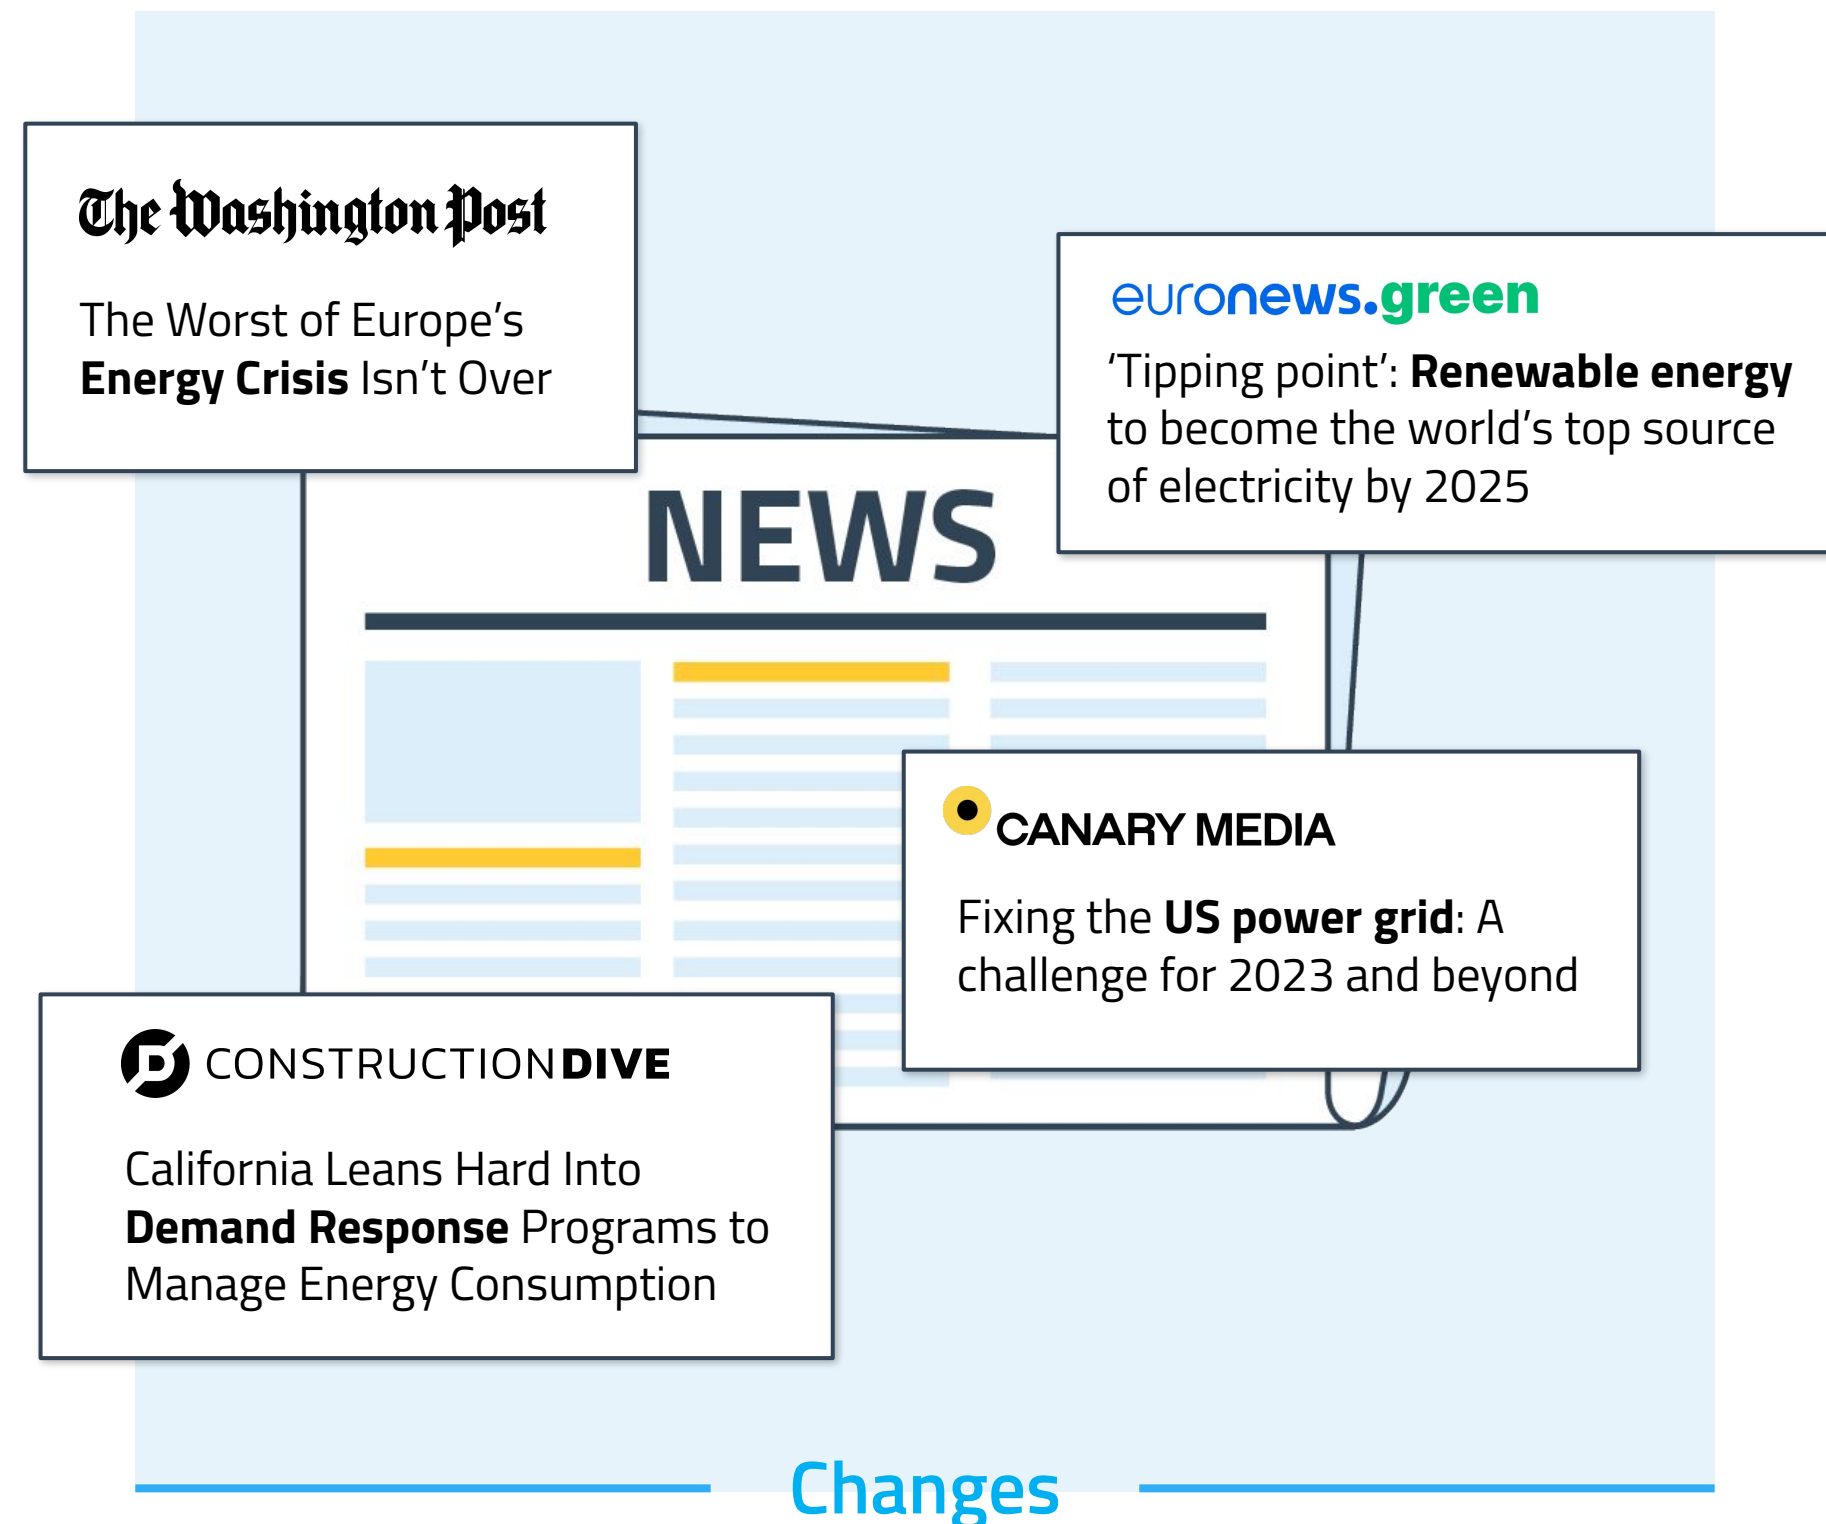 The Washington Post
The Worst of Europe's
Energy Crisis Isn't Over
euronews.green
'Tipping point': Renewable energy
to become the world's top source
of electricity by 2025
NEWS
CANARY MEDIA
Fixing the US power grid: A
challenge for 2023 and beyond
CONSTRUCTIONDIVE
California Leans Hard Into
Demand Response Programs to
Manage Energy Consumption
Changes